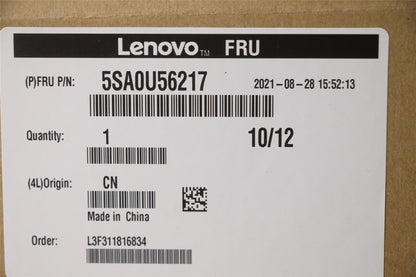 Lenovo™ FRU
(P)FRU P/N: 5SA0U56217 2021-08-28 15:52:13
Quantity: 1 10/12
(4L)Origin: CN
Made in China
Order: L3F311816834